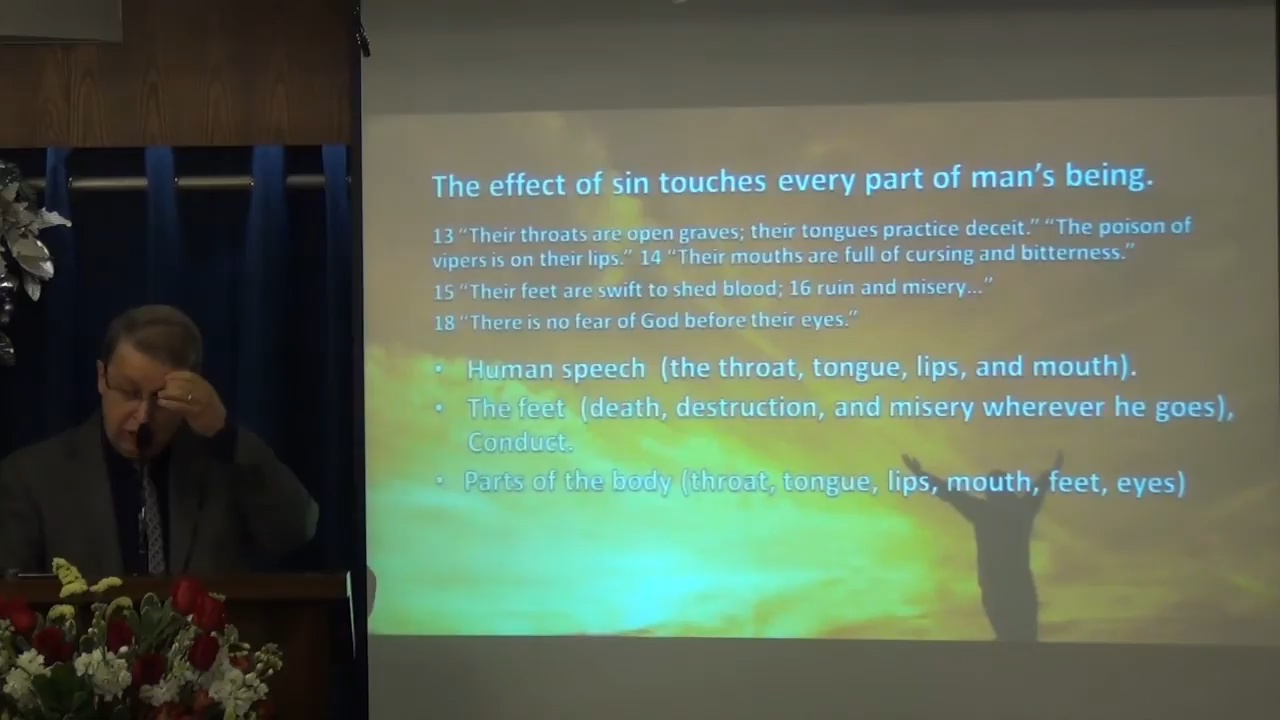 The effect of sin touches every part of man's being.
13 “Their throats are open graves; their tongues practice deceit.” “The poison of
vipers is on their lips.” 14 “Their mouths are full of cursing and bitterness.”
15 “Their feet are swift to shed blood; 16 ruin and misery…”
18 “There is no fear of God before their eyes.”
• Human speech (the throat, tongue, lips, and mouth).
• The feet (death, destruction, and misery wherever he goes),
Conduct.
• Parts of the body (throat, tongue, lips, mouth, feet, eyes)